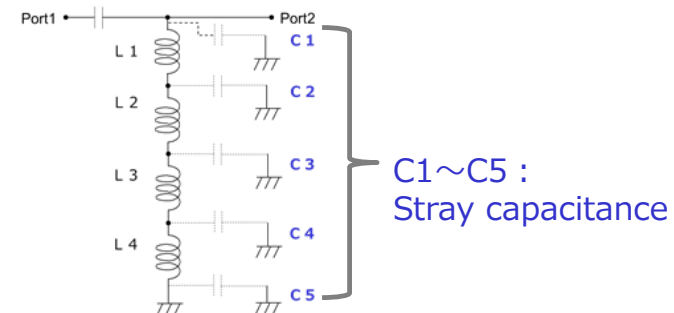 Port1
Port2
C 1
L 1
C 2
L 2
C 3
L 3
C 4
L 4
C 5
C1～C5 :
Stray capacitance